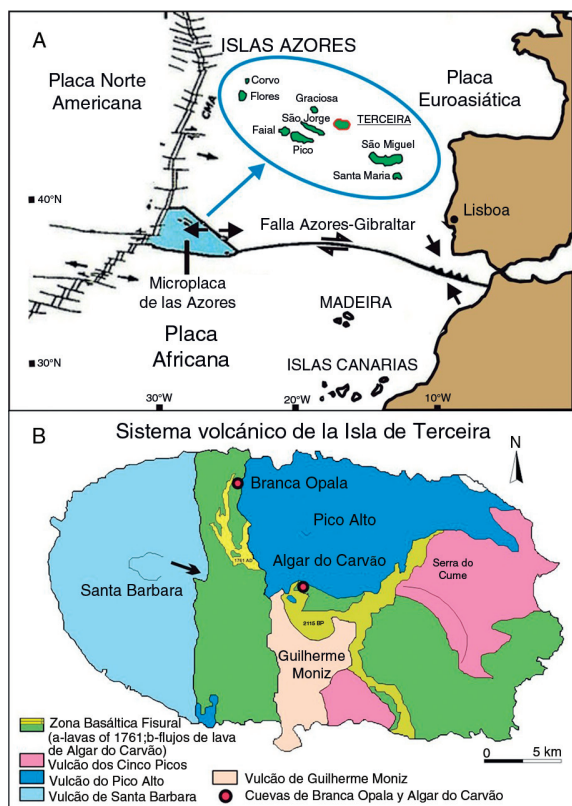 A
ISLAS AZORES
Placa Norte
Americana
Placa
Euroasiática
CMA
Corvo
Flores
Graciosa
São Jorge
Faial
Pico
TERCEIRA
São Miguel
Santa Maria
40°N
Lisboa
Falla Azores-Gibraltar
Microplaca
de las Azores
MADEIRA
Placa
Africana
30°N
ISLAS CANARIAS
30°W
20°W
10°W
B
Sistema volcánico de la Isla de Terceira
N
Branca Opala
Pico Alto
1761 AD
Algar do Carvão
Serra do
Cume
Santa Barbara
2115 BP
Guilherme
Moniz
Zona Basáltica Fisural
(a-lavas of 1761;b-flujos de lava
de Algar do Carvão)
Vulcão dos Cinco Picos
Vulcão do Pico Alto
Vulcão de Santa Barbara
Vulcão de Guilherme Moniz
Cuevas de Branca Opala y Algar do Carvão
0
5 km